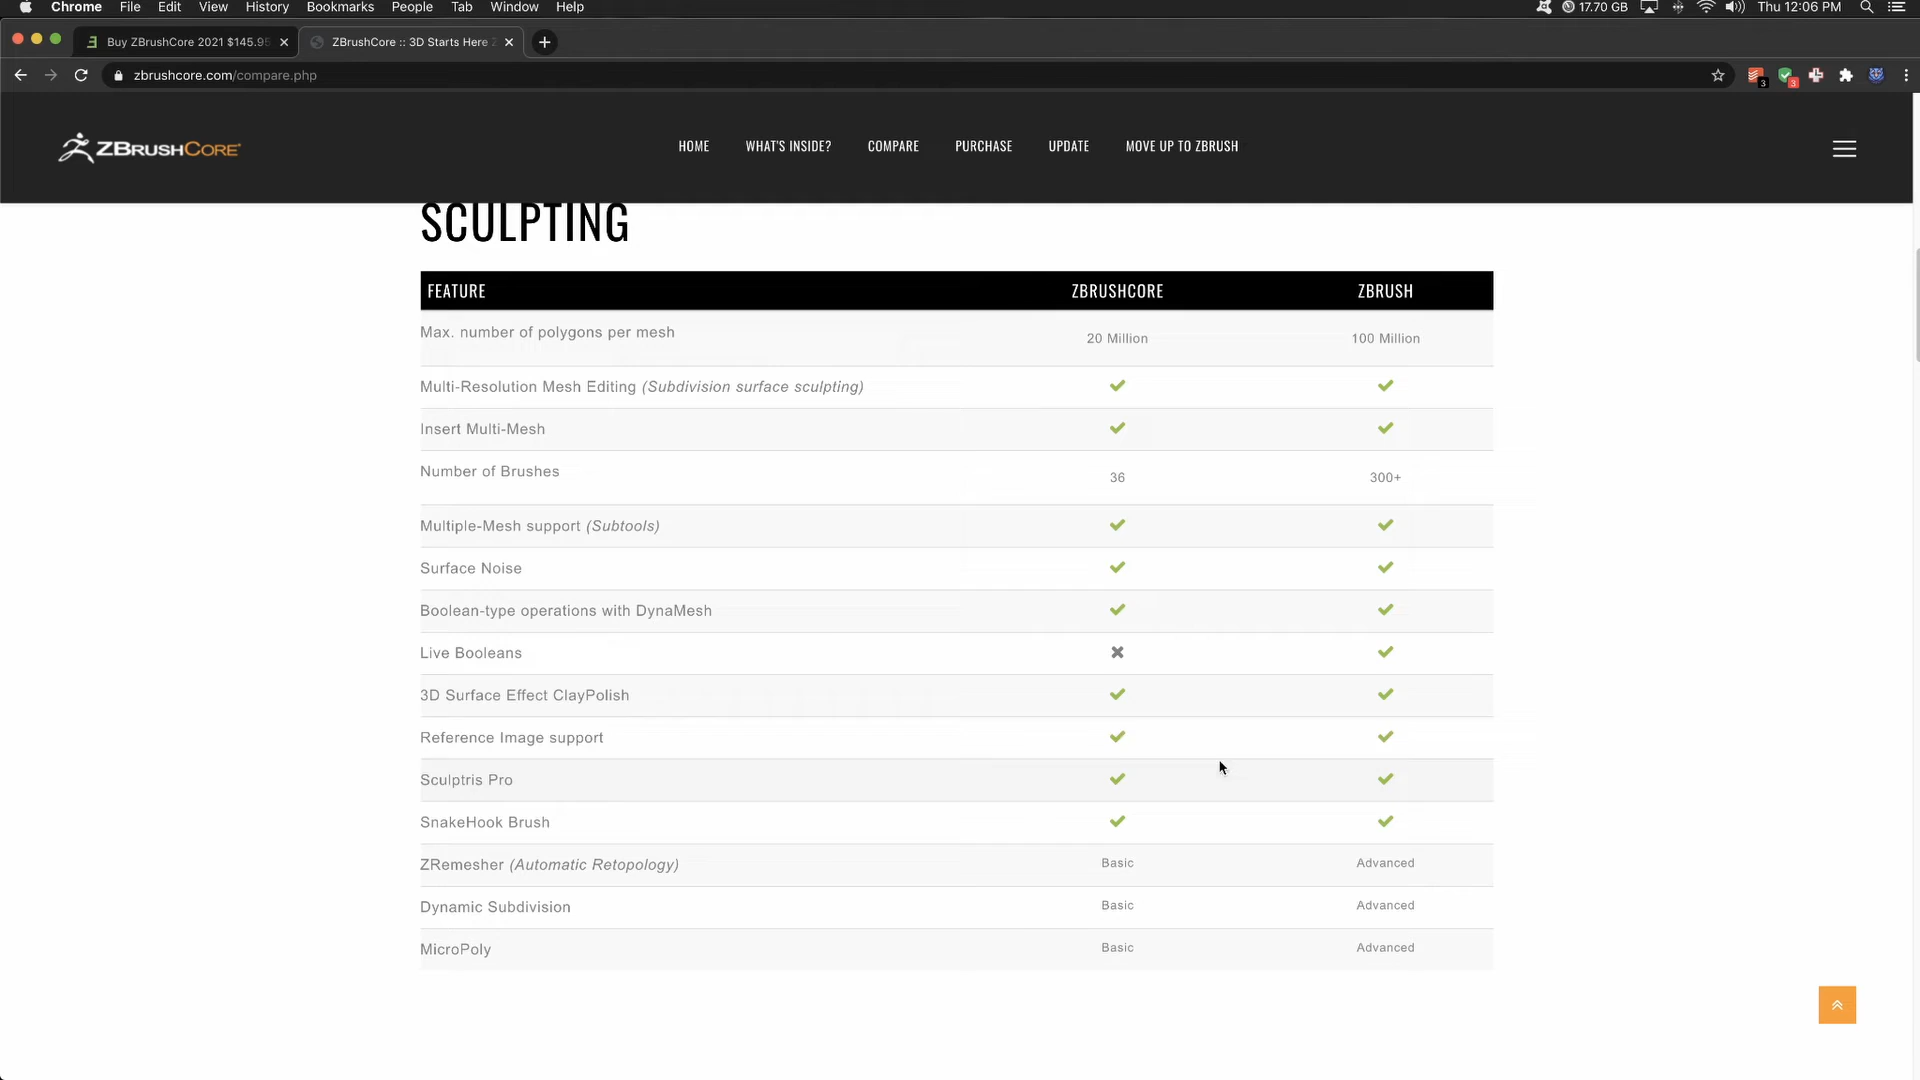 Chrome File Edit View History Bookmarks People Tab Window Help 17.70 GB Thu 12:06 PM
Buy ZBrushCore 2021 $145.95 ZBrushCore :: 3D Starts Here
zbrushcore.com/compare.php 3 3
ZBRUSHCORE HOME WHAT'S INSIDE? COMPARE PURCHASE UPDATE MOVE UP TO ZBRUSH
SCULPTING
FEATURE ZBRUSHCORE ZBRUSH
Max. number of polygons per mesh 20 Million 100 Million
Multi-Resolution Mesh Editing (Subdivision surface sculpting)
Insert Multi-Mesh
Number of Brushes 36 300+
Multiple-Mesh support (Subtools)
Surface Noise
Boolean-type operations with DynaMesh
Live Booleans
3D Surface Effect ClayPolish
Reference Image support
Sculptris Pro
SnakeHook Brush
ZRemesher (Automatic Retopology) Basic Advanced
Dynamic Subdivision Basic Advanced
MicroPoly Basic Advanced